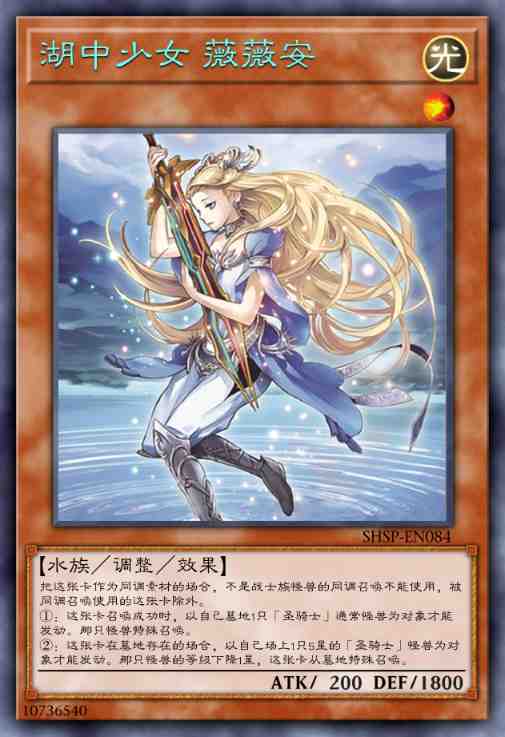 湖中少女 薇薇安
光
SHSP-EN084
【水族／调整／效果】
把这张卡作为同调素材的场合，不是战士族怪兽的同调召唤不能使用，被
同调召唤使用的这张卡除外。
①：这张卡召唤成功时，以自己墓地1只「圣骑士」通常怪兽为对象才能
发动。那只怪兽特殊召唤。
②：这张卡在墓地存在的场合，以自己场上1只5星的「圣骑士」怪兽为对
象才能发动。那只怪兽的等级下降1星，这张卡从墓地特殊召唤。
ATK/ 200 DEF/1800
10736540